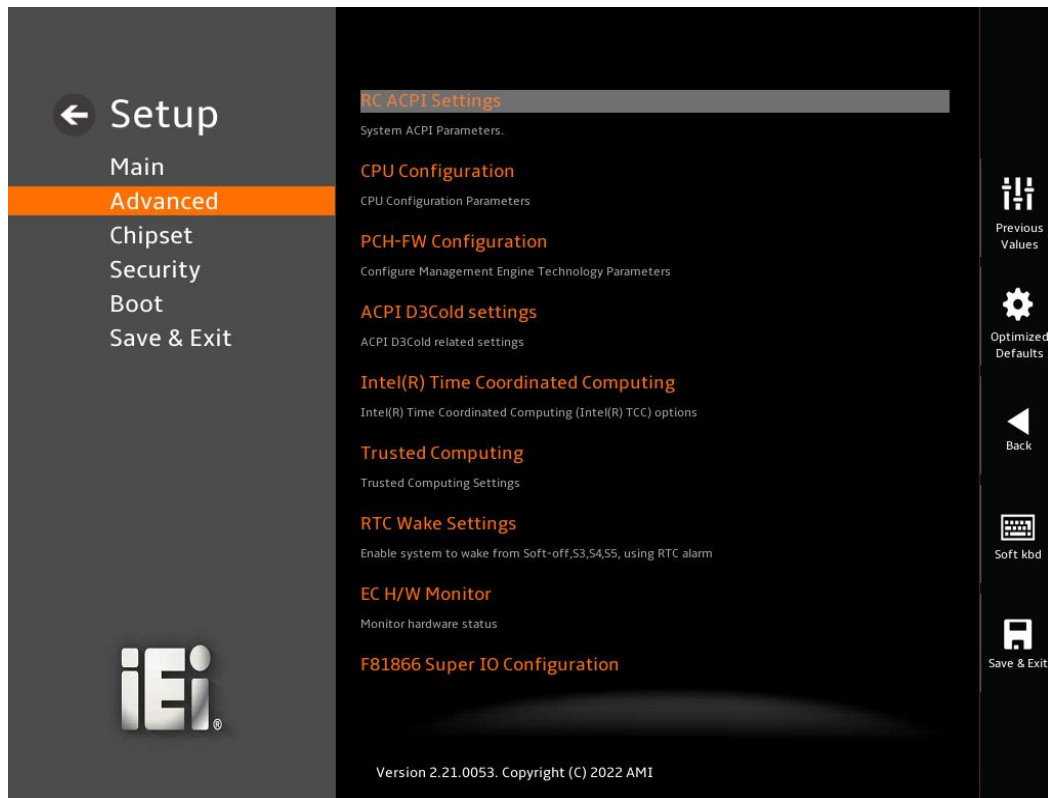 Setup
Main
Advanced
Chipset
Security
Boot
Save & Exit
iEi®
RC ACPI Settings
System ACPI Parameters.
CPU Configuration
CPU Configuration Parameters
PCH-FW Configuration
Configure Management Engine Technology Parameters
ACPI D3Cold settings
ACPI D3Cold related settings
Intel(R) Time Coordinated Computing
Intel(R) Time Coordinated Computing (Intel(R) TCC) options
Trusted Computing
Trusted Computing Settings
RTC Wake Settings
Enable system to wake from Soft-off,S3,S4,S5, using RTC alarm
EC H/W Monitor
Monitor hardware status
F81866 Super IO Configuration
Version 2.21.0053. Copyright (C) 2022 AMI
Previous
Values
Optimized
Defaults
Back
Soft kbd
Save & Exit